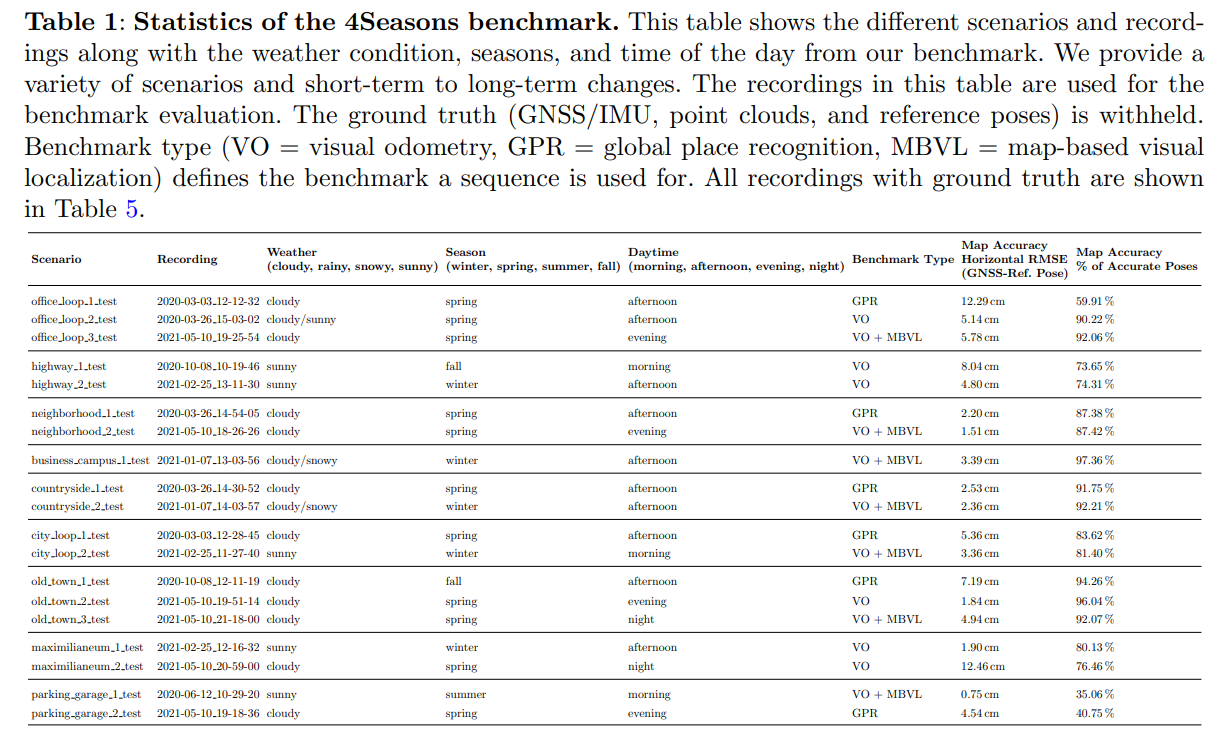 Table 1: Statistics of the 4Seasons benchmark. This table shows the different scenarios and record-
ings along with the weather condition, seasons, and time of the day from our benchmark. We provide a
variety of scenarios and short-term to long-term changes. The recordings in this table are used for the
benchmark evaluation. The ground truth (GNSS/IMU, point clouds, and reference poses) is withheld.
Benchmark type (VO = visual odometry, GPR = global place recognition, MBVL = map-based visual
localization) defines the benchmark a sequence is used for. All recordings with ground truth are shown
in Table 5.
Scenario Recording Weather (cloudy, rainy, snowy, sunny) Season (winter, spring, summer, fall) Daytime (morning, afternoon, evening, night) Benchmark Type Map Accuracy Horizontal RMSE (GNSS-Ref. Pose) Map Accuracy % of Accurate Poses
office_loop_1_test 2020-03-03_12-12-32 cloudy spring afternoon GPR 12.29 cm 59.91 %
office_loop_2_test 2020-03-26_15-03-02 cloudy/sunny spring afternoon VO 5.14 cm 90.22 %
office_loop_3_test 2021-05-10_19-25-54 cloudy spring evening VO + MBVL 5.78 cm 92.06 %
highway_1_test 2020-10-08_10-19-46 sunny fall morning VO 8.04 cm 73.65 %
highway_2_test 2021-02-25_13-11-30 sunny winter afternoon VO 4.80 cm 74.31 %
neighborhood_1_test 2020-03-26_14-54-05 cloudy spring afternoon GPR 2.20 cm 87.38 %
neighborhood_2_test 2021-05-10_18-26-26 cloudy spring evening VO + MBVL 1.51 cm 87.42 %
business_campus_1_test 2021-01-07_13-03-56 cloudy/snowy winter afternoon VO + MBVL 3.39 cm 97.36 %
countryside_1_test 2020-03-26_14-30-52 cloudy spring afternoon GPR 2.53 cm 91.75 %
countryside_2_test 2021-01-07_14-03-57 cloudy/snowy winter afternoon VO + MBVL 2.36 cm 92.21 %
city_loop_1_test 2020-03-03_12-28-45 cloudy spring afternoon GPR 5.36 cm 83.62 %
city_loop_2_test 2021-02-25_11-27-40 sunny winter morning VO + MBVL 3.36 cm 81.40 %
old_town_1_test 2020-10-08_12-11-19 cloudy fall afternoon GPR 7.19 cm 94.26 %
old_town_2_test 2021-05-10_19-51-14 cloudy spring evening VO 1.84 cm 96.04 %
old_town_3_test 2021-05-10_21-18-00 cloudy spring night VO + MBVL 4.94 cm 92.07 %
maximilianeum_1_test 2021-02-25_12-16-32 sunny winter afternoon VO 1.90 cm 80.13 %
maximilianeum_2_test 2021-05-10_20-59-00 cloudy spring night VO 12.46 cm 76.46 %
parking_garage_1_test 2020-06-12_10-29-20 sunny summer morning VO + MBVL 0.75 cm 35.06 %
parking_garage_2_test 2021-05-10_19-18-36 cloudy spring evening GPR 4.54 cm 40.75 %